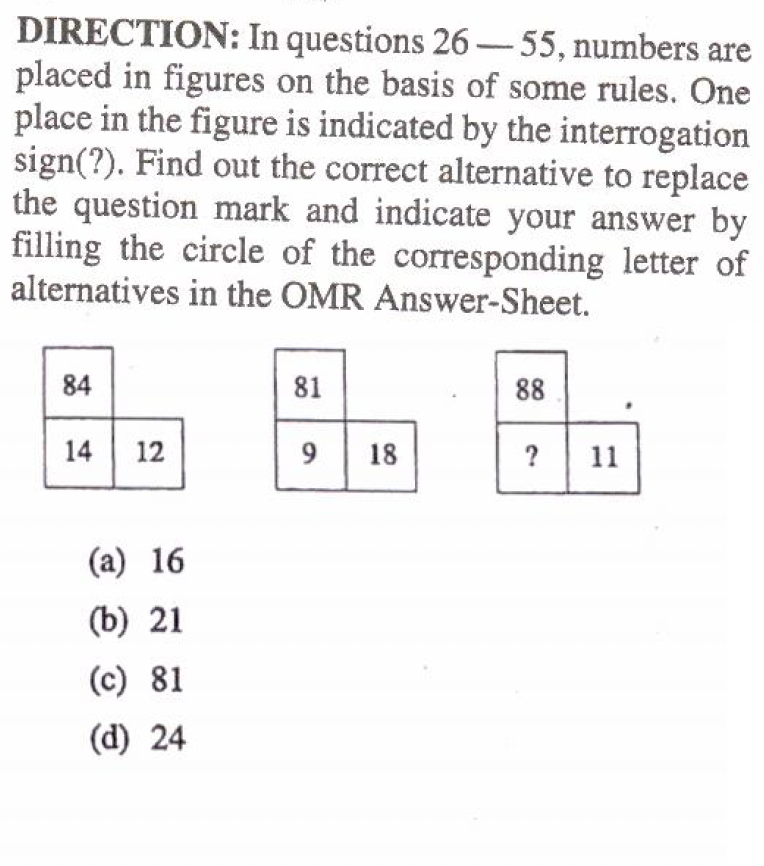 DIRECTION: In questions 26 — 55, numbers are
placed in figures on the basis of some rules. One
place in the figure is indicated by the interrogation
sign(?). Find out the correct alternative to replace
the question mark and indicate your answer by
filling the circle of the corresponding letter of
alternatives in the OMR Answer-Sheet.
84 81 88
14 12 9 18 ? 11
(a) 16
(b) 21
(c) 81
(d) 24